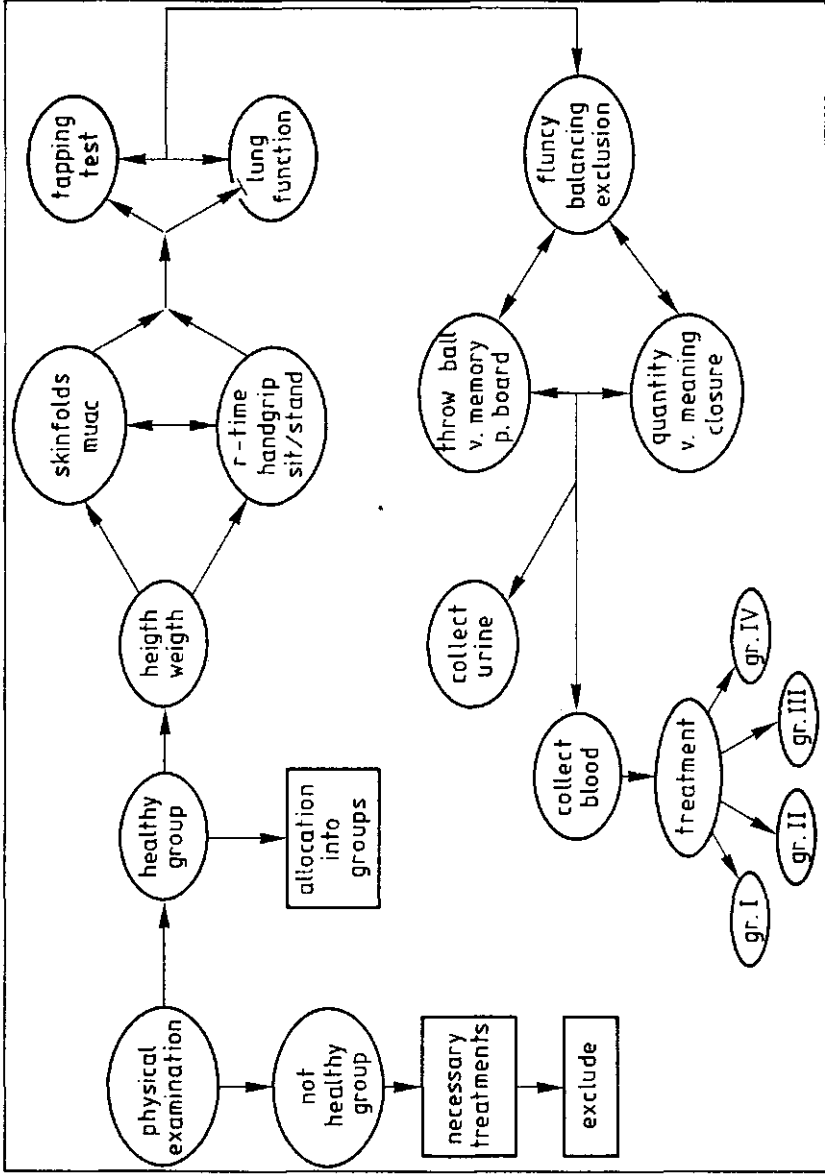 physical
examination
not
healthy
group
necessary
treatments
exclude
healthy
group
allocation
into
groups
heigth
weigth
skinfolds
muac
r-time
handgrip
sit/stand
tapping
test
lung
function
fluncy
balancing
exclusion
throw ball
v. memory
p. board
quantity
v. meaning
closure
collect
urine
collect
blood
treatment
gr. I
gr. II
gr. III
gr. IV